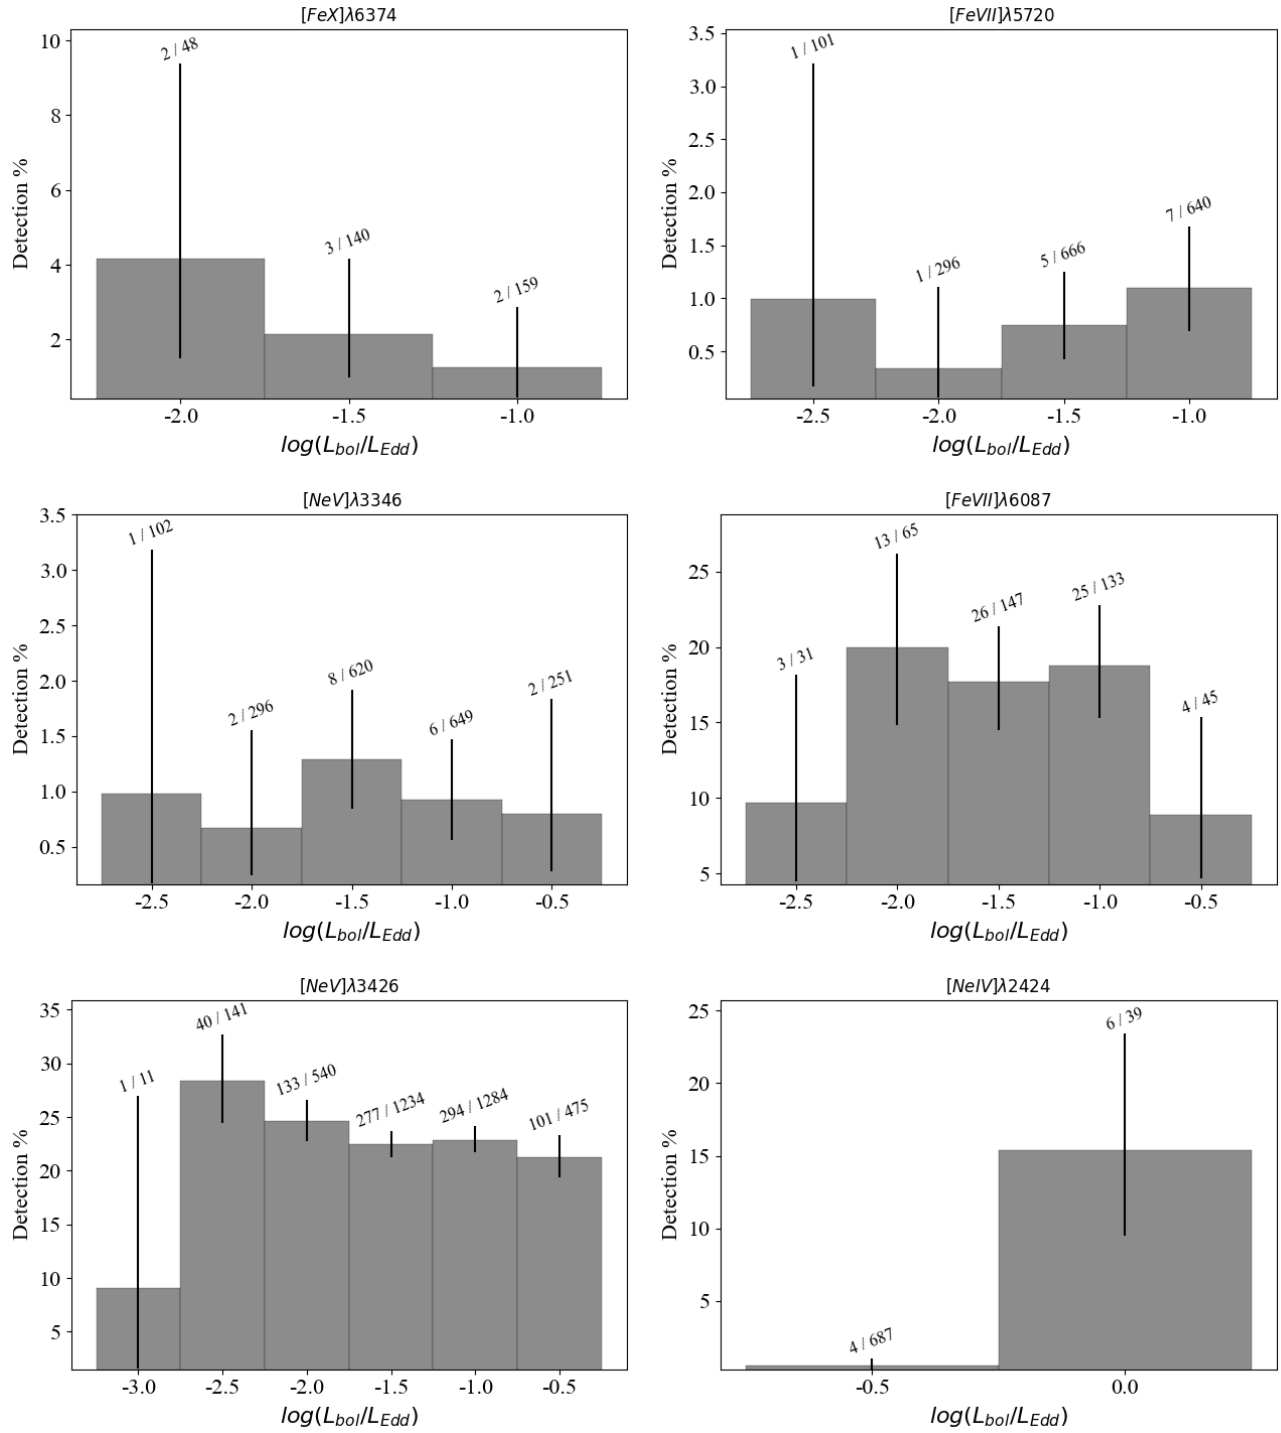 [FeX]λ6374
Detection %
10
8
6
4
2
2 / 48
3 / 140
2 / 159
-2.0 -1.5 -1.0
log(L_bol/L_Edd)
[FeVII]λ5720
Detection %
3.5
3.0
2.5
2.0
1.5
1.0
0.5
1 / 101
1 / 296
5 / 666
7 / 640
-2.5 -2.0 -1.5 -1.0
log(L_bol/L_Edd)
[NeV]λ3346
Detection %
3.5
3.0
2.5
2.0
1.5
1.0
0.5
1 / 102
2 / 296
8 / 620
6 / 649
2 / 251
-2.5 -2.0 -1.5 -1.0 -0.5
log(L_bol/L_Edd)
[FeVII]λ6087
Detection %
25
20
15
10
5
3 / 31
13 / 65
26 / 147
25 / 133
4 / 45
-2.5 -2.0 -1.5 -1.0 -0.5
log(L_bol/L_Edd)
[NeV]λ3426
Detection %
35
30
25
20
15
10
5
1 / 11
40 / 141
133 / 540
277 / 1234
294 / 1284
101 / 475
-3.0 -2.5 -2.0 -1.5 -1.0 -0.5
log(L_bol/L_Edd)
[NeIV]λ2424
Detection %
25
20
15
10
5
4 / 687
6 / 39
-0.5 0.0
log(L_bol/L_Edd)